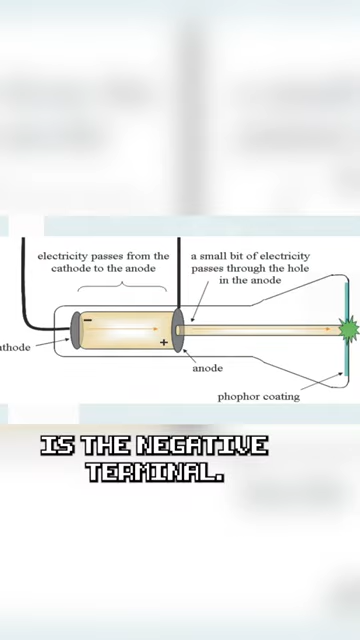 electricity passes from the
cathode to the anode
a small bit of electricity
passes through the hole
in the anode
−
+
anode
phophor coating
IS THE NEGATIVE
TERMINAL.